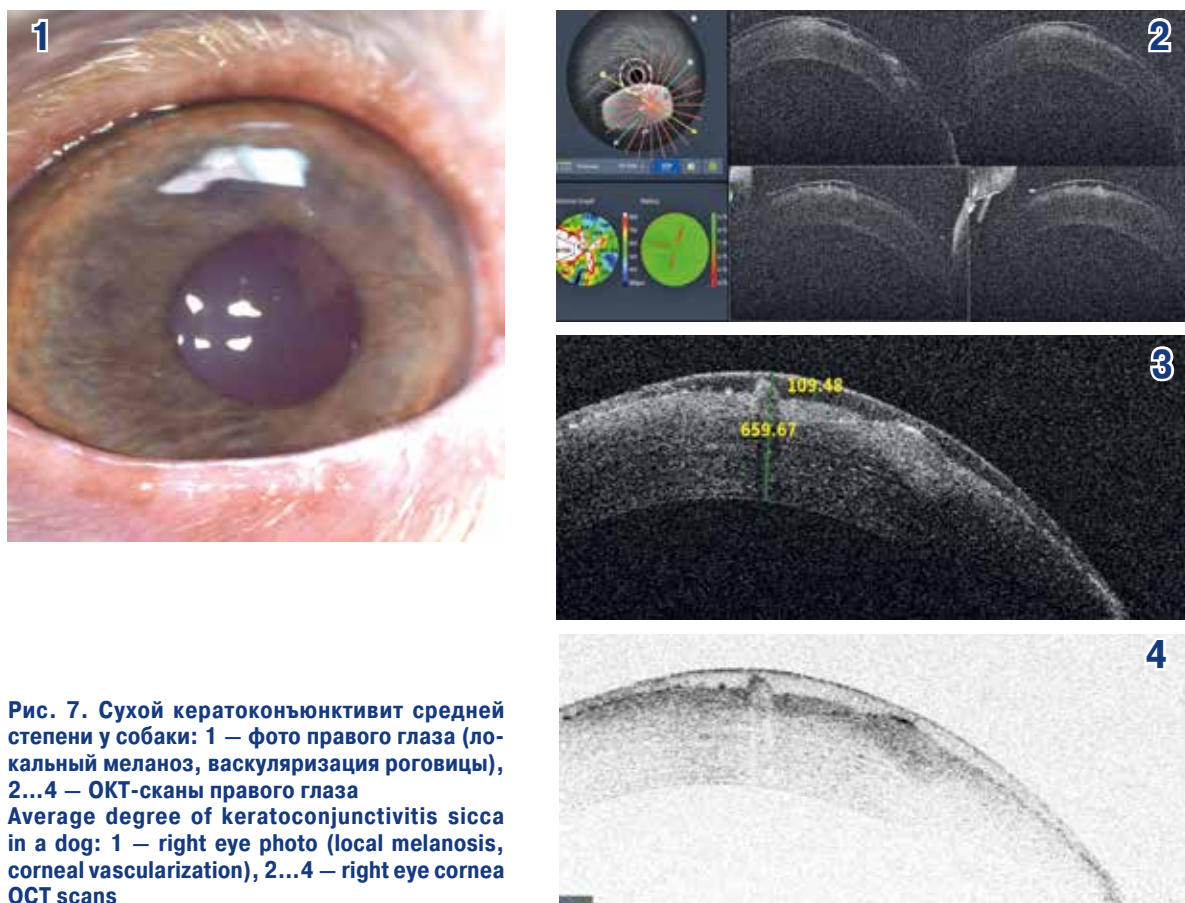 1
2
3
109.48
659.67
4
Рис. 7. Сухой кератоконъюнктивит средней
степени у собаки: 1 — фото правого глаза (ло-
кальный меланоз, васкуляризация роговицы),
2...4 — ОКТ-сканы правого глаза
Average degree of keratoconjunctivitis sicca
in a dog: 1 — right eye photo (local melanosis,
corneal vascularization), 2...4 — right eye cornea
OCT scans